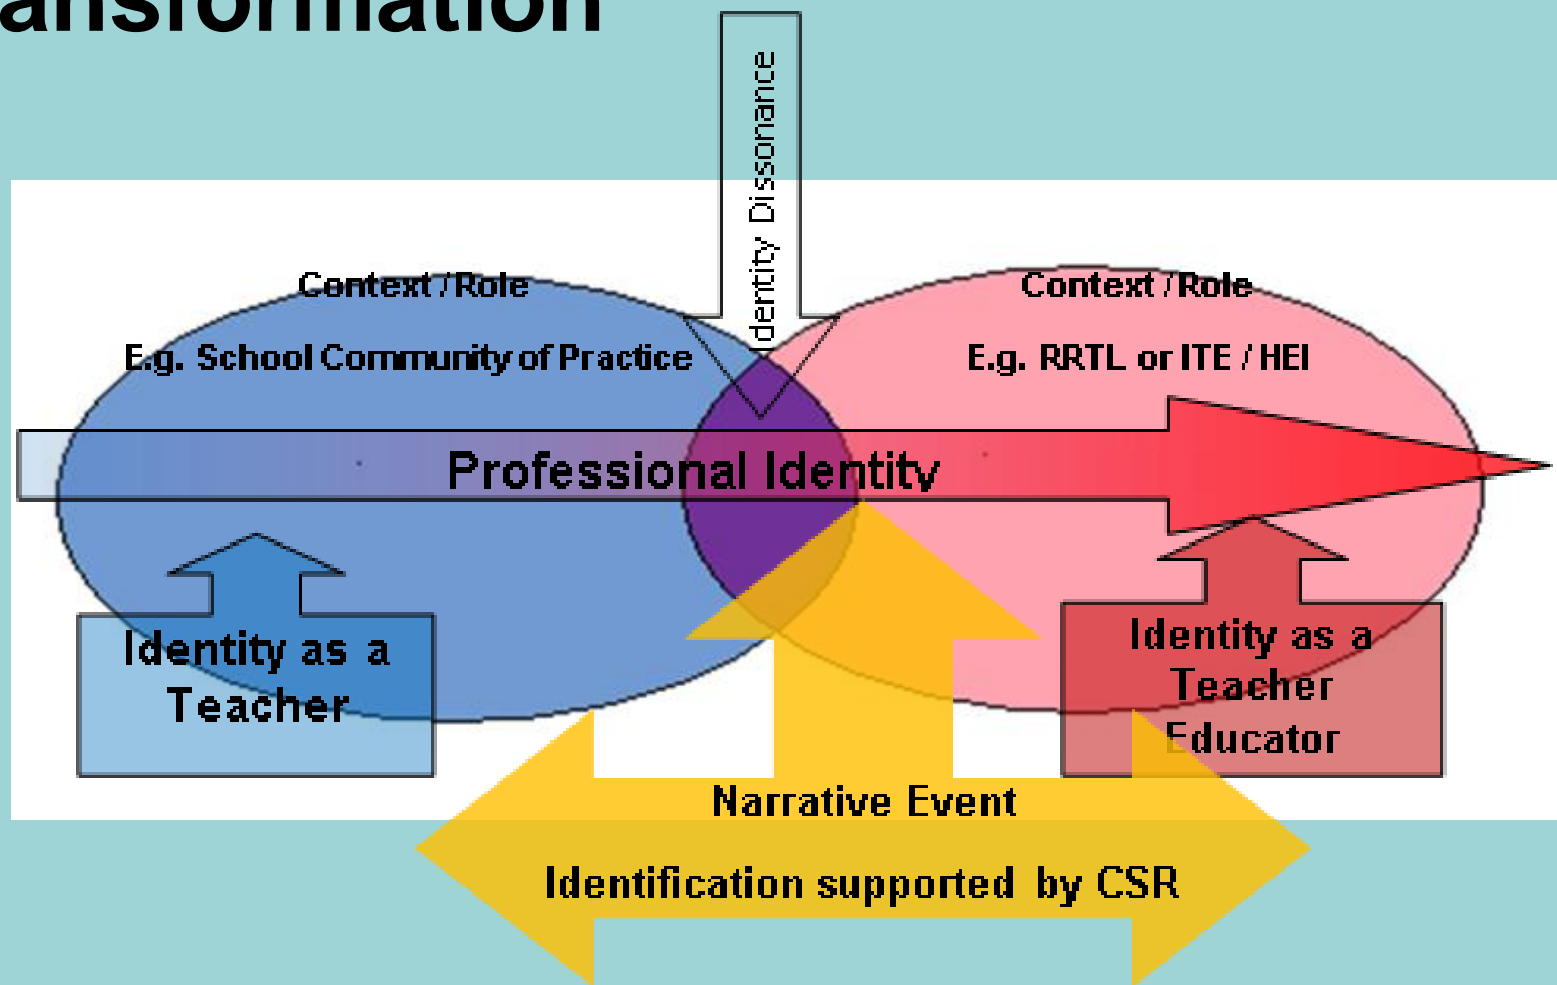 ansformation
Identity Dissonance
Context / Role
E.g. School Community of Practice
Context / Role
E.g. RRTL or ITE / HEI
Professional Identity
Identity as a
Teacher
Identity as a
Teacher
Educator
Narrative Event
Identification supported by CSR